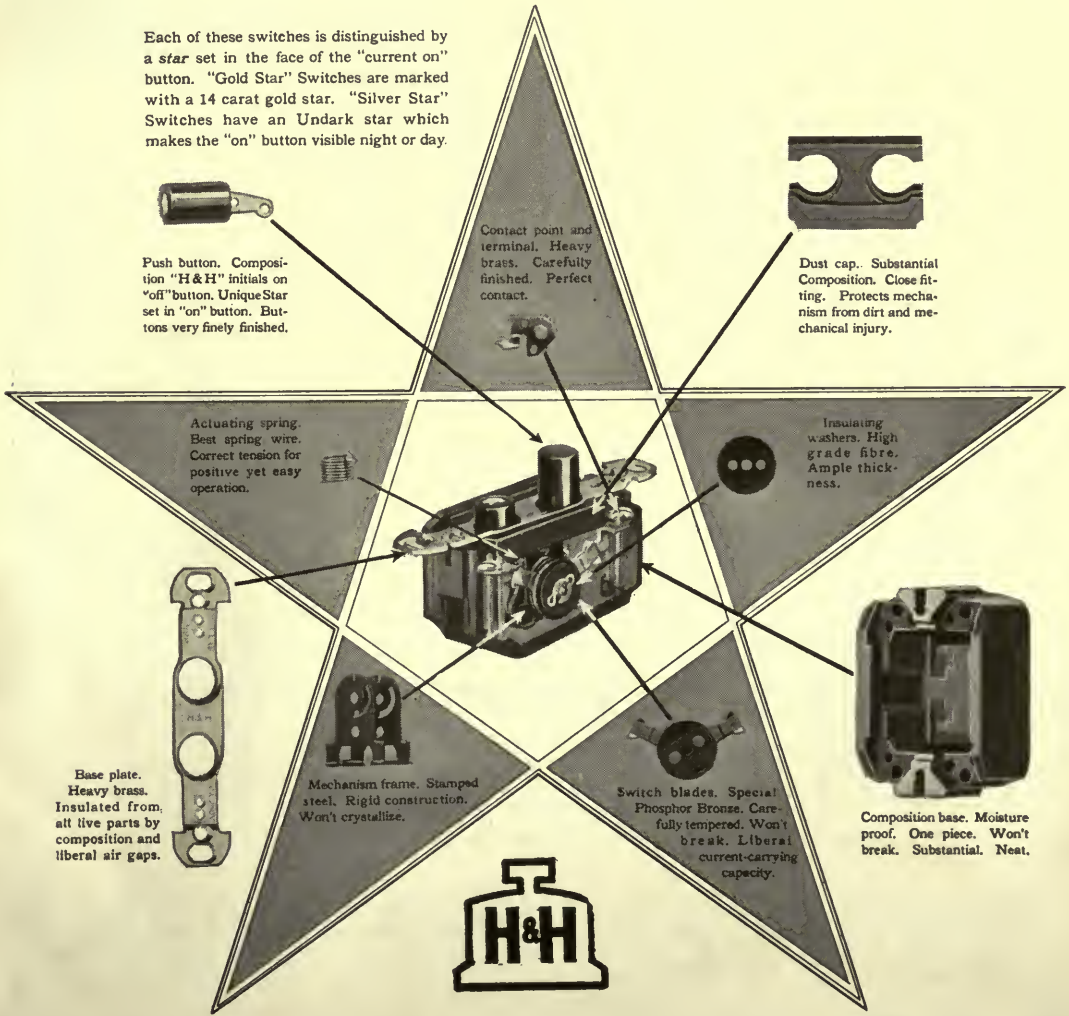 Each of these switches is distinguished by
a star set in the face of the "current on"
button. "Gold Star" Switches are marked
with a 14 carat gold star. "Silver Star"
Switches have an Undark star which
makes the "on" button visible night or day.
Push button. Composi-
tion "H & H" initials on
"off" button. Unique Star
set in "on" button. But-
tons very finely finished.
Contact point and
terminal. Heavy
brass. Carefully
finished. Perfect
contact.
Dust cap. Substantial
Composition. Close fit-
ting. Protects mecha-
nism from dirt and me-
chanical injury.
Actuating spring.
Best spring wire.
Correct tension for
positive yet easy
operation.
Insulating
washers. High
grade fibre.
Ample thick-
ness.
H & H
Base plate.
Heavy brass.
Insulated from
all live parts by
composition and
liberal air gaps.
Mechanism frame. Stamped
steel. Rigid construction.
Won't crystallize.
Switch blades. Special
Phosphor Bronze. Care-
fully tempered. Won't
break. Liberal
current-carrying
capacity.
Composition base. Moisture
proof. One piece. Won't
break. Substantial. Neat.
H&H